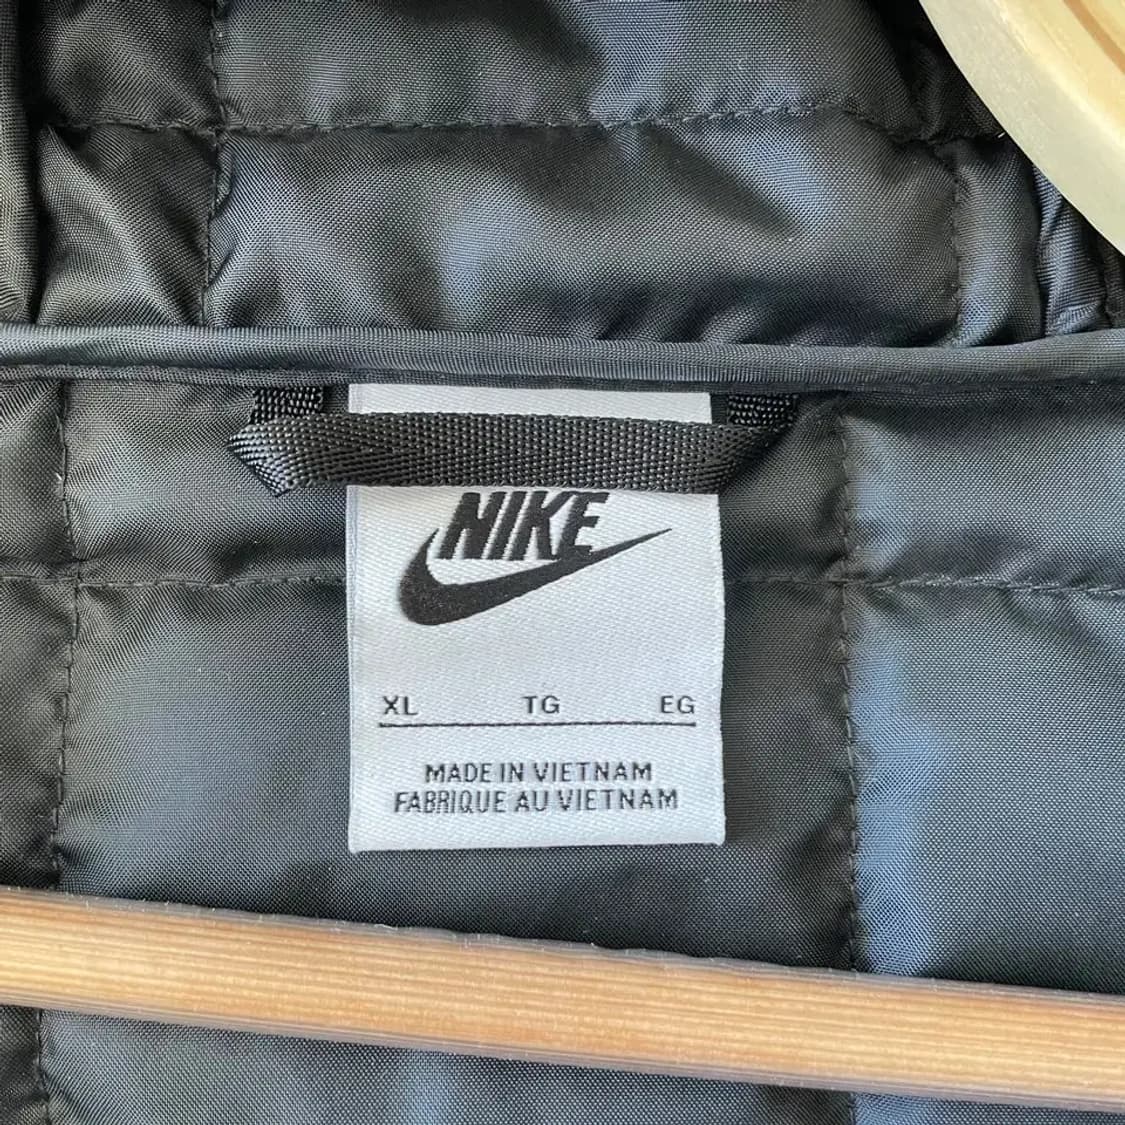 NIKE
XL TG EG
MADE IN VIETNAM
FABRIQUE AU VIETNAM